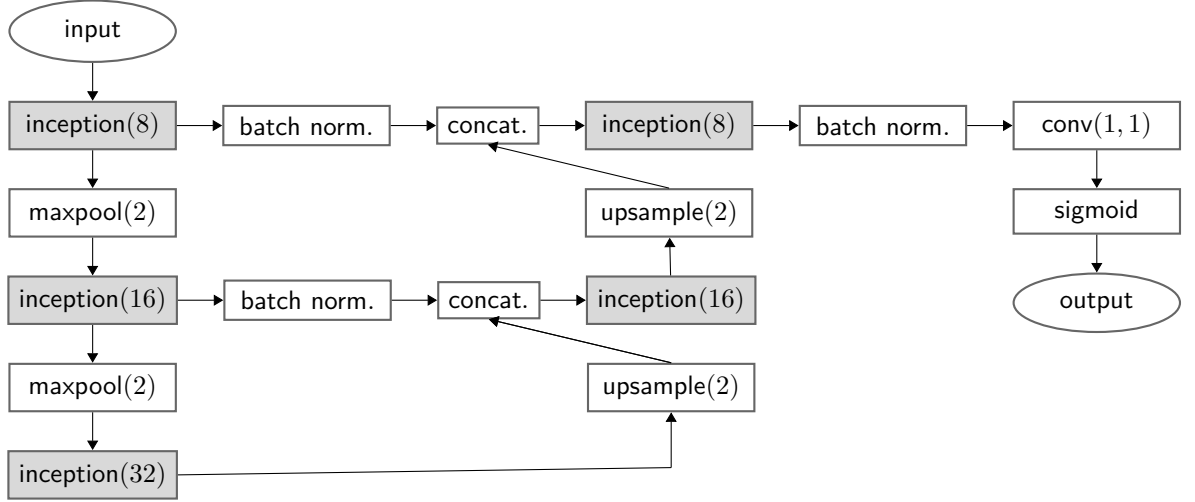 input
inception(8)
batch norm.
concat.
inception(8)
batch norm.
conv(1, 1)
maxpool(2)
upsample(2)
sigmoid
inception(16)
batch norm.
concat.
inception(16)
output
maxpool(2)
upsample(2)
inception(32)